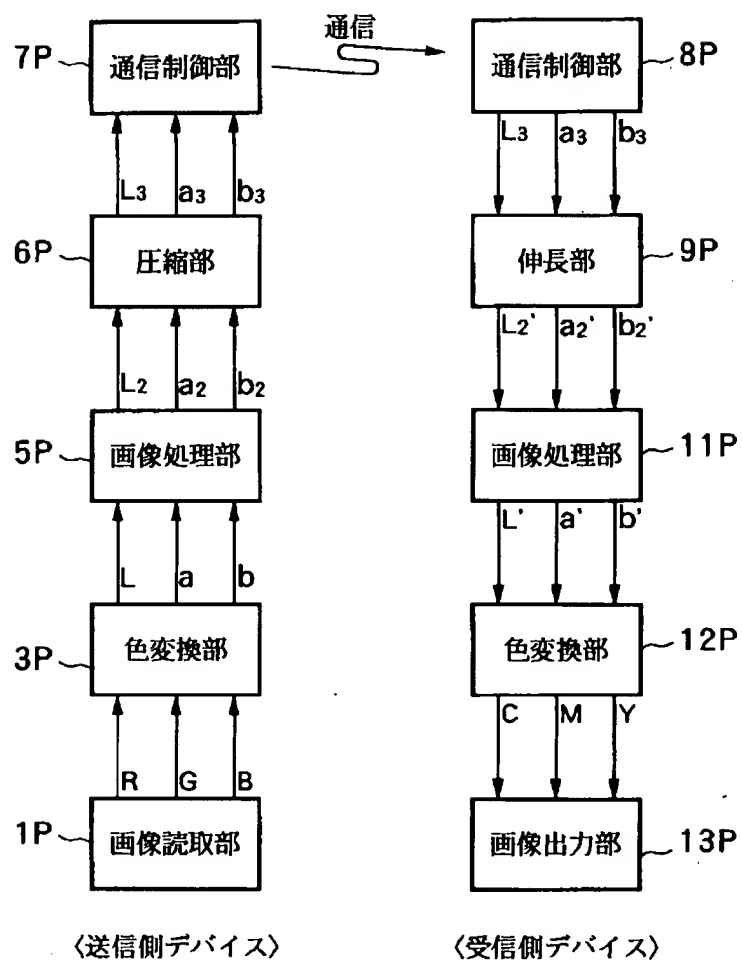 通信
7P 通信制御部
L3 a3 b3
6P 圧縮部
L2 a2 b2
5P 画像処理部
L a b
3P 色変換部
R G B
1P 画像読取部
〈送信側デバイス〉
通信制御部 8P
L3 a3 b3
伸長部 9P
L2' a2' b2'
画像処理部 11P
L' a' b'
色変換部 12P
C M Y
画像出力部 13P
〈受信側デバイス〉